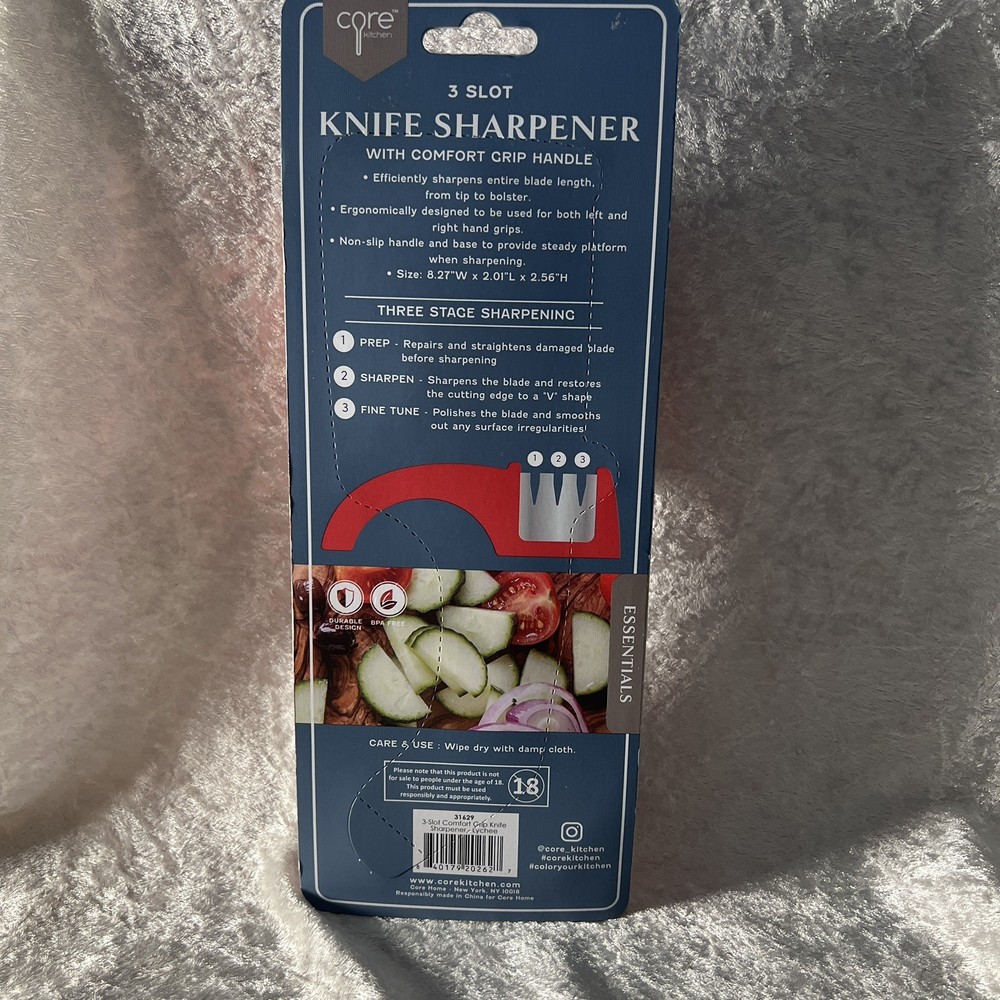 core™
kitchen
3 SLOT
KNIFE SHARPENER
WITH COMFORT GRIP HANDLE
• Efficiently sharpens entire blade length,
from tip to bolster.
• Ergonomically designed to be used for both left and
right hand grips.
• Non-slip handle and base to provide steady platform
when sharpening.
• Size: 8.27"W x 2.01"L x 2.56"H
THREE STAGE SHARPENING
1 PREP - Repairs and straightens damaged blade
before sharpening
2 SHARPEN - Sharpens the blade and restores
the cutting edge to a "V" shape
3 FINE TUNE - Polishes the blade and smooths
out any surface irregularities
1 2 3
DURABLE
DESIGN
BPA FREE
ESSENTIALS
CARE & USE : Wipe dry with damp cloth.
Please note that this product is not
for sale to people under the age of 18.
This product must be used
responsibly and appropriately.
18
31629
3-Slot Comfort Grip Knife
Sharpener - Lychee
40179 20262 7
@core_kitchen
#corekitchen
#coloryourkitchen
www.corekitchen.com
Core Home - New York, NY 10018
Responsibly made in China for Core Home